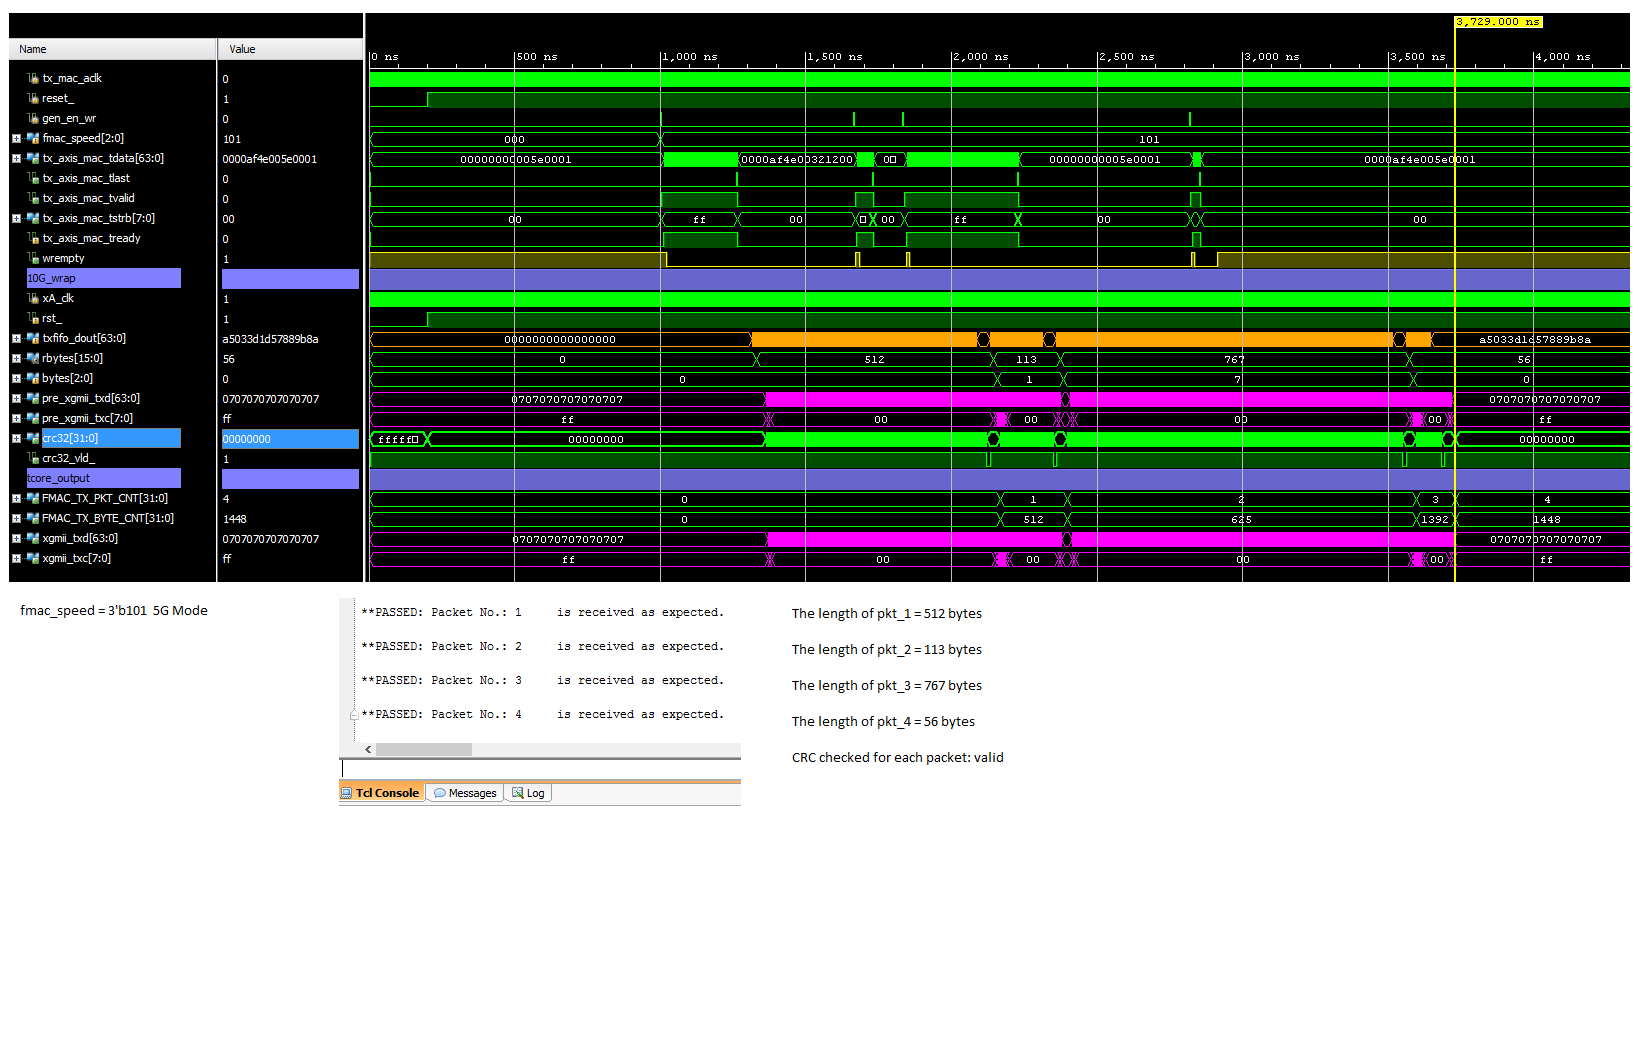 3,729.000 ns
Name Value
0 ns 500 ns 1,000 ns 1,500 ns 2,000 ns 2,500 ns 3,000 ns 3,500 ns 4,000 ns
tx_mac_aclk 0
reset_ 1
gen_en_wr 0
fmac_speed[2:0] 101 000 101
tx_axis_mac_tdata[63:0] 0000af4e005e0001 00000000005e0001 0000af4e00321200 00 00000000005e0001 0000af4e005e0001
tx_axis_mac_tlast 0
tx_axis_mac_tvalid 0
tx_axis_mac_tstrb[7:0] 00 00 ff 00 00 ff 00 00
tx_axis_mac_tready 0
wrempty 1
10G_wrap
xA_clk 1
rst_ 1
txfifo_dout[63:0] a5033d1d57889b8a 0000000000000000 a5033d1d57889b8a
rbytes[15:0] 56 0 512 113 767 56
bytes[2:0] 0 0 1 7 0
pre_xgmii_txd[63:0] 0707070707070707 0707070707070707 0707070707070707
pre_xgmii_txc[7:0] ff ff 00 00 00 00 ff
crc32[31:0] 00000000 fffff 00000000 00000000
crc32_vld_ 1
tcore_output
FMAC_TX_PKT_CNT[31:0] 4 0 1 2 3 4
FMAC_TX_BYTE_CNT[31:0] 1448 0 512 625 1392 1448
xgmii_txd[63:0] 0707070707070707 0707070707070707 0707070707070707
xgmii_txc[7:0] ff ff 00 00 00 00 ff
fmac_speed = 3'b101 5G Mode
**PASSED: Packet No.: 1 is received as expected.
**PASSED: Packet No.: 2 is received as expected.
**PASSED: Packet No.: 3 is received as expected.
**PASSED: Packet No.: 4 is received as expected.
Tcl Console Messages Log
The length of pkt_1 = 512 bytes
The length of pkt_2 = 113 bytes
The length of pkt_3 = 767 bytes
The length of pkt_4 = 56 bytes
CRC checked for each packet: valid